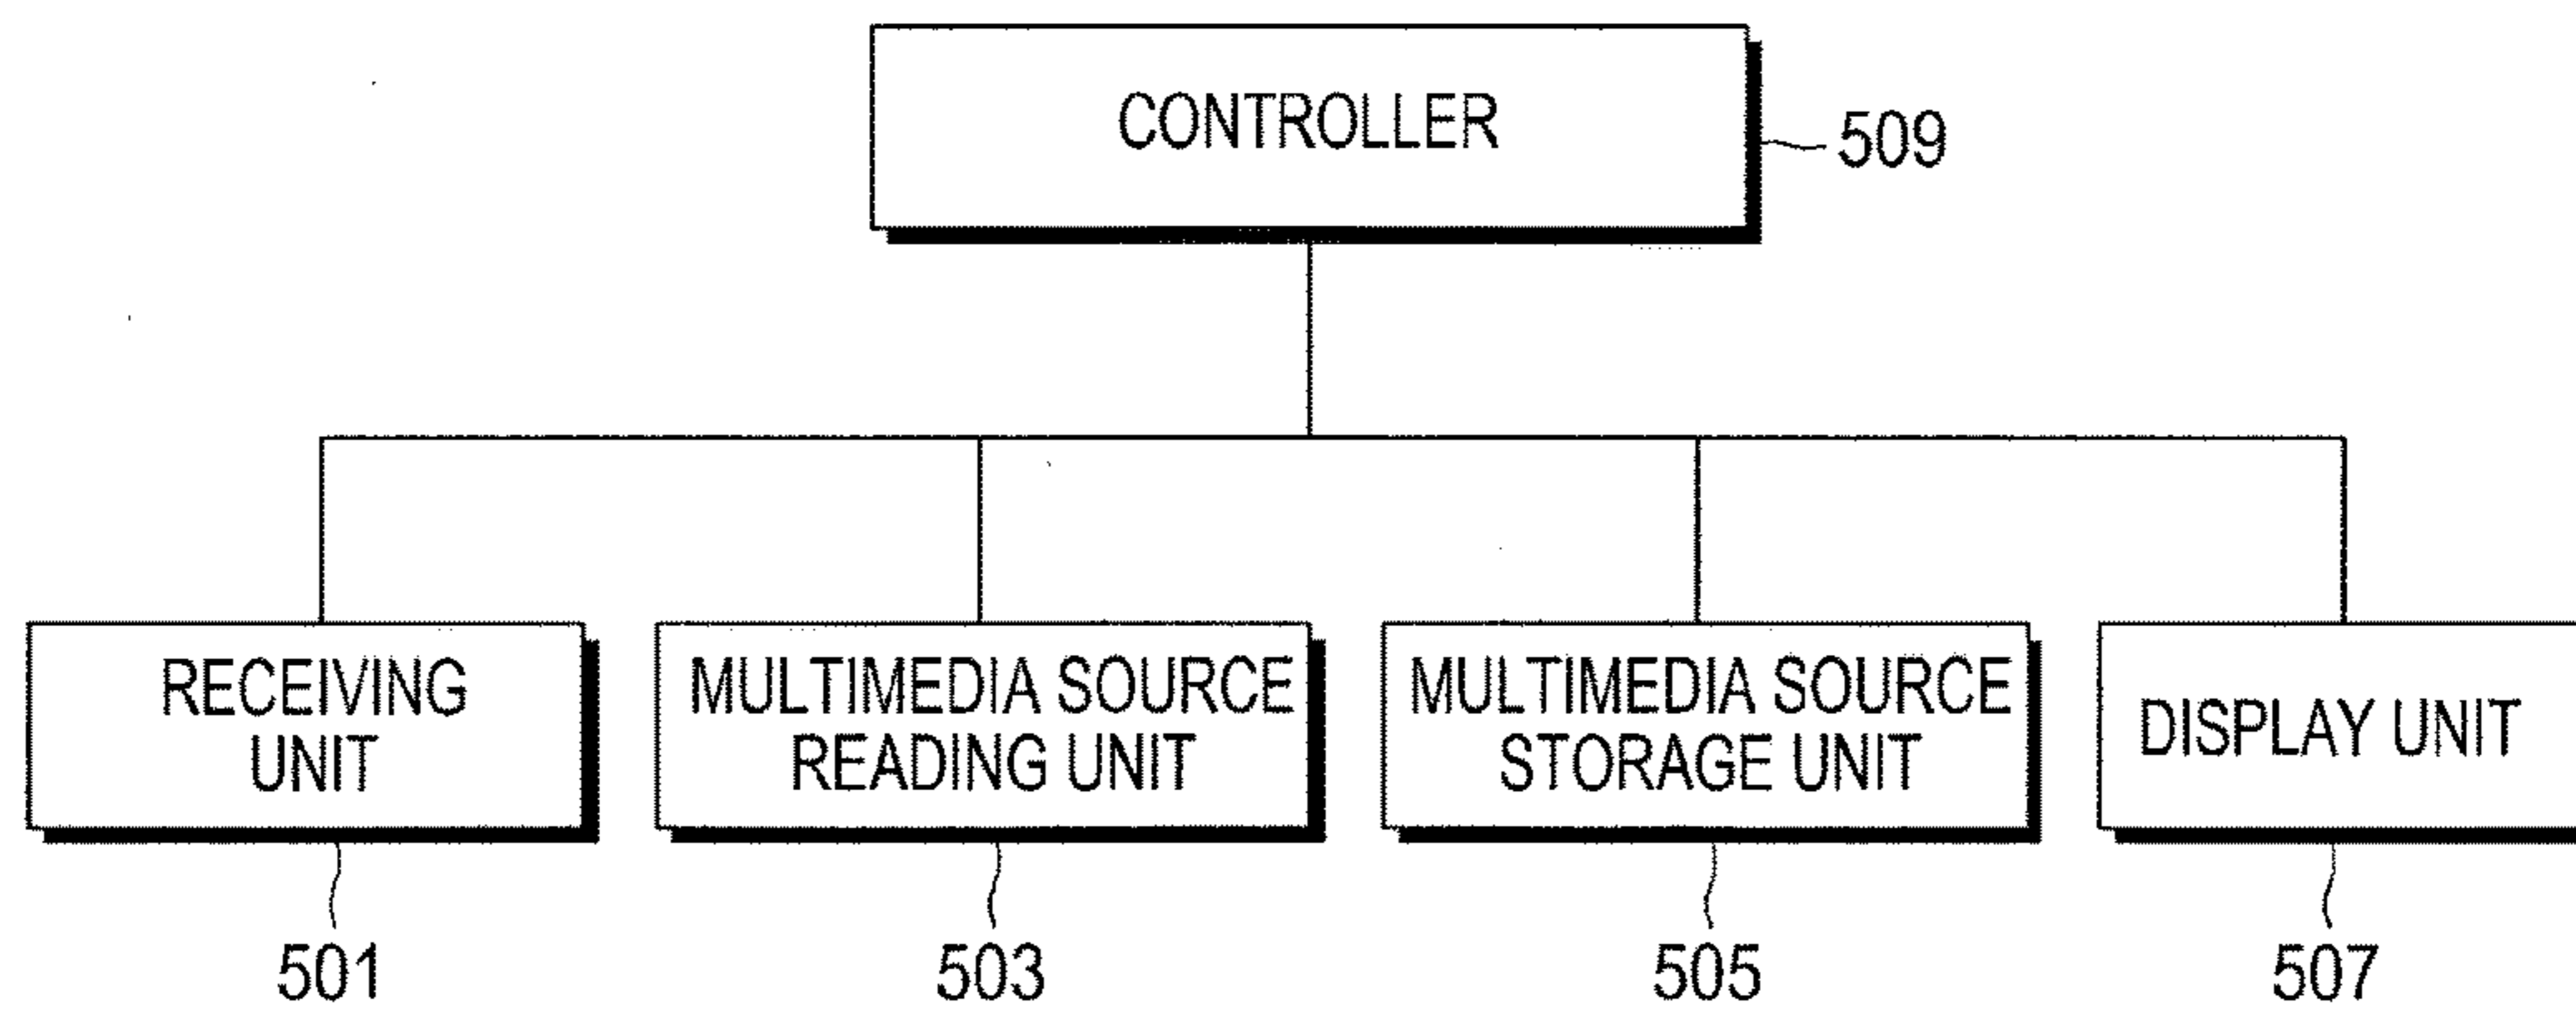 CONTROLLER
509
RECEIVING
UNIT
MULTIMEDIA SOURCE
READING UNIT
MULTIMEDIA SOURCE
STORAGE UNIT
DISPLAY UNIT
501
503
505
507